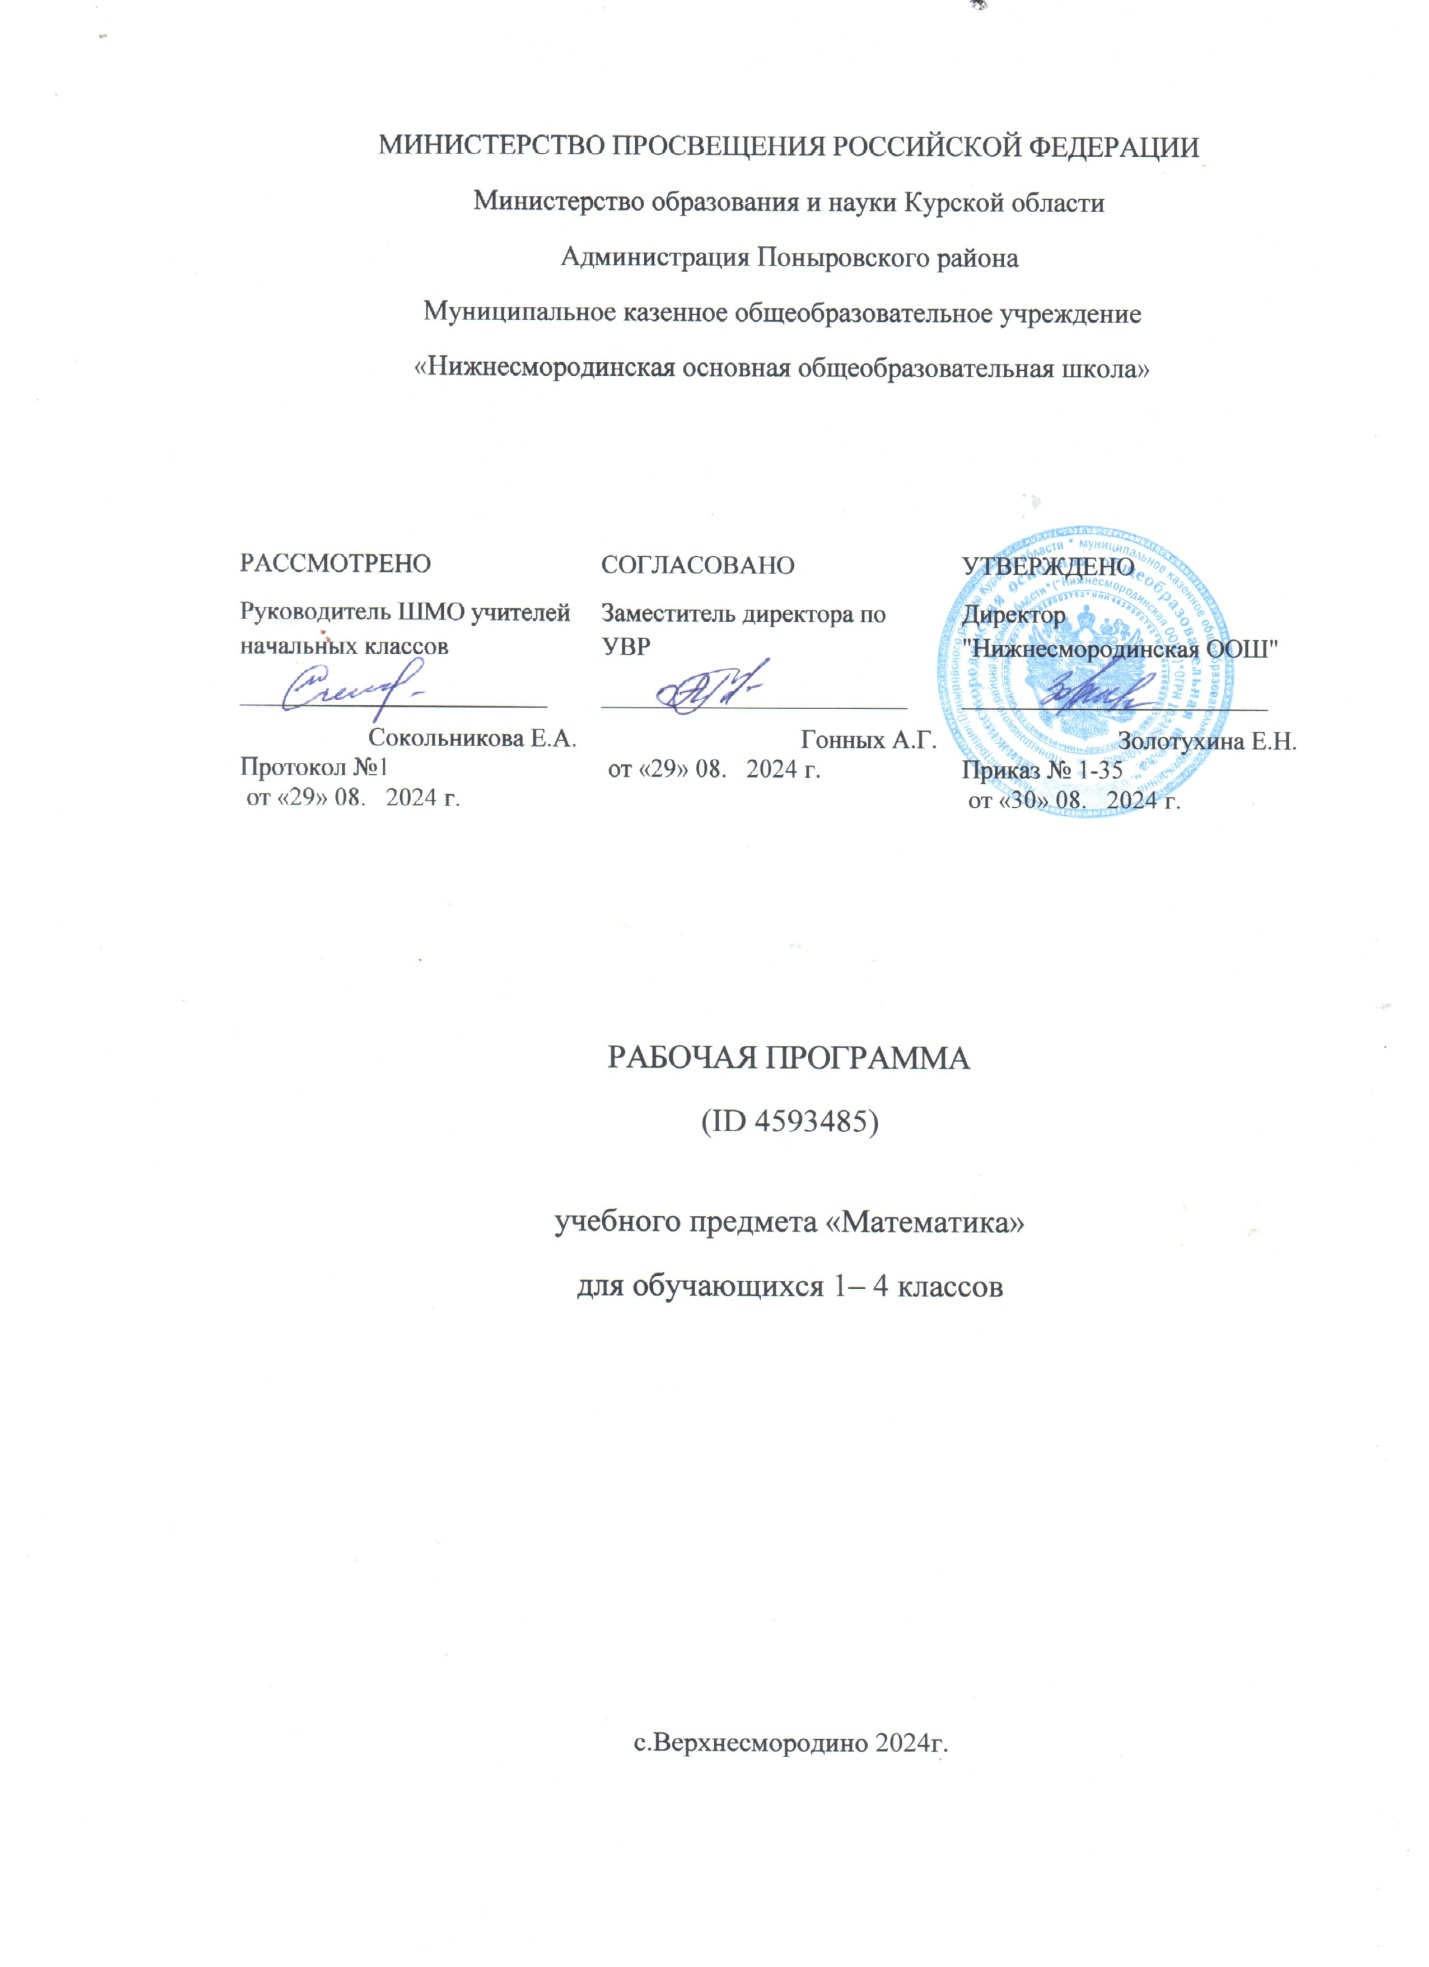 МИНИСТЕРСТВО ПРОСВЕЩЕНИЯ РОССИЙСКОЙ ФЕДЕРАЦИИ
Министерство образования и науки Курской области
Администрация Поныровского района
Муниципальное казенное общеобразовательное учреждение
«Нижнесмородинская основная общеобразовательная школа»
РАССМОТРЕНО
Руководитель ШМО учителей
начальных классов
Сокольникова Е.А.
Протокол №1
от «29» 08. 2024 г.
СОГЛАСОВАНО
Заместитель директора по
УВР
Гонных А.Г.
от «29» 08. 2024 г.
УТВЕРЖДЕНО
Директор
"Нижнесмородинская ООШ"
Золотухина Е.Н.
Приказ № 1-35
от «30» 08. 2024 г.
РАБОЧАЯ ПРОГРАММА
(ID 4593485)
учебного предмета «Математика»
для обучающихся 1– 4 классов
с.Верхнесмородино 2024г.